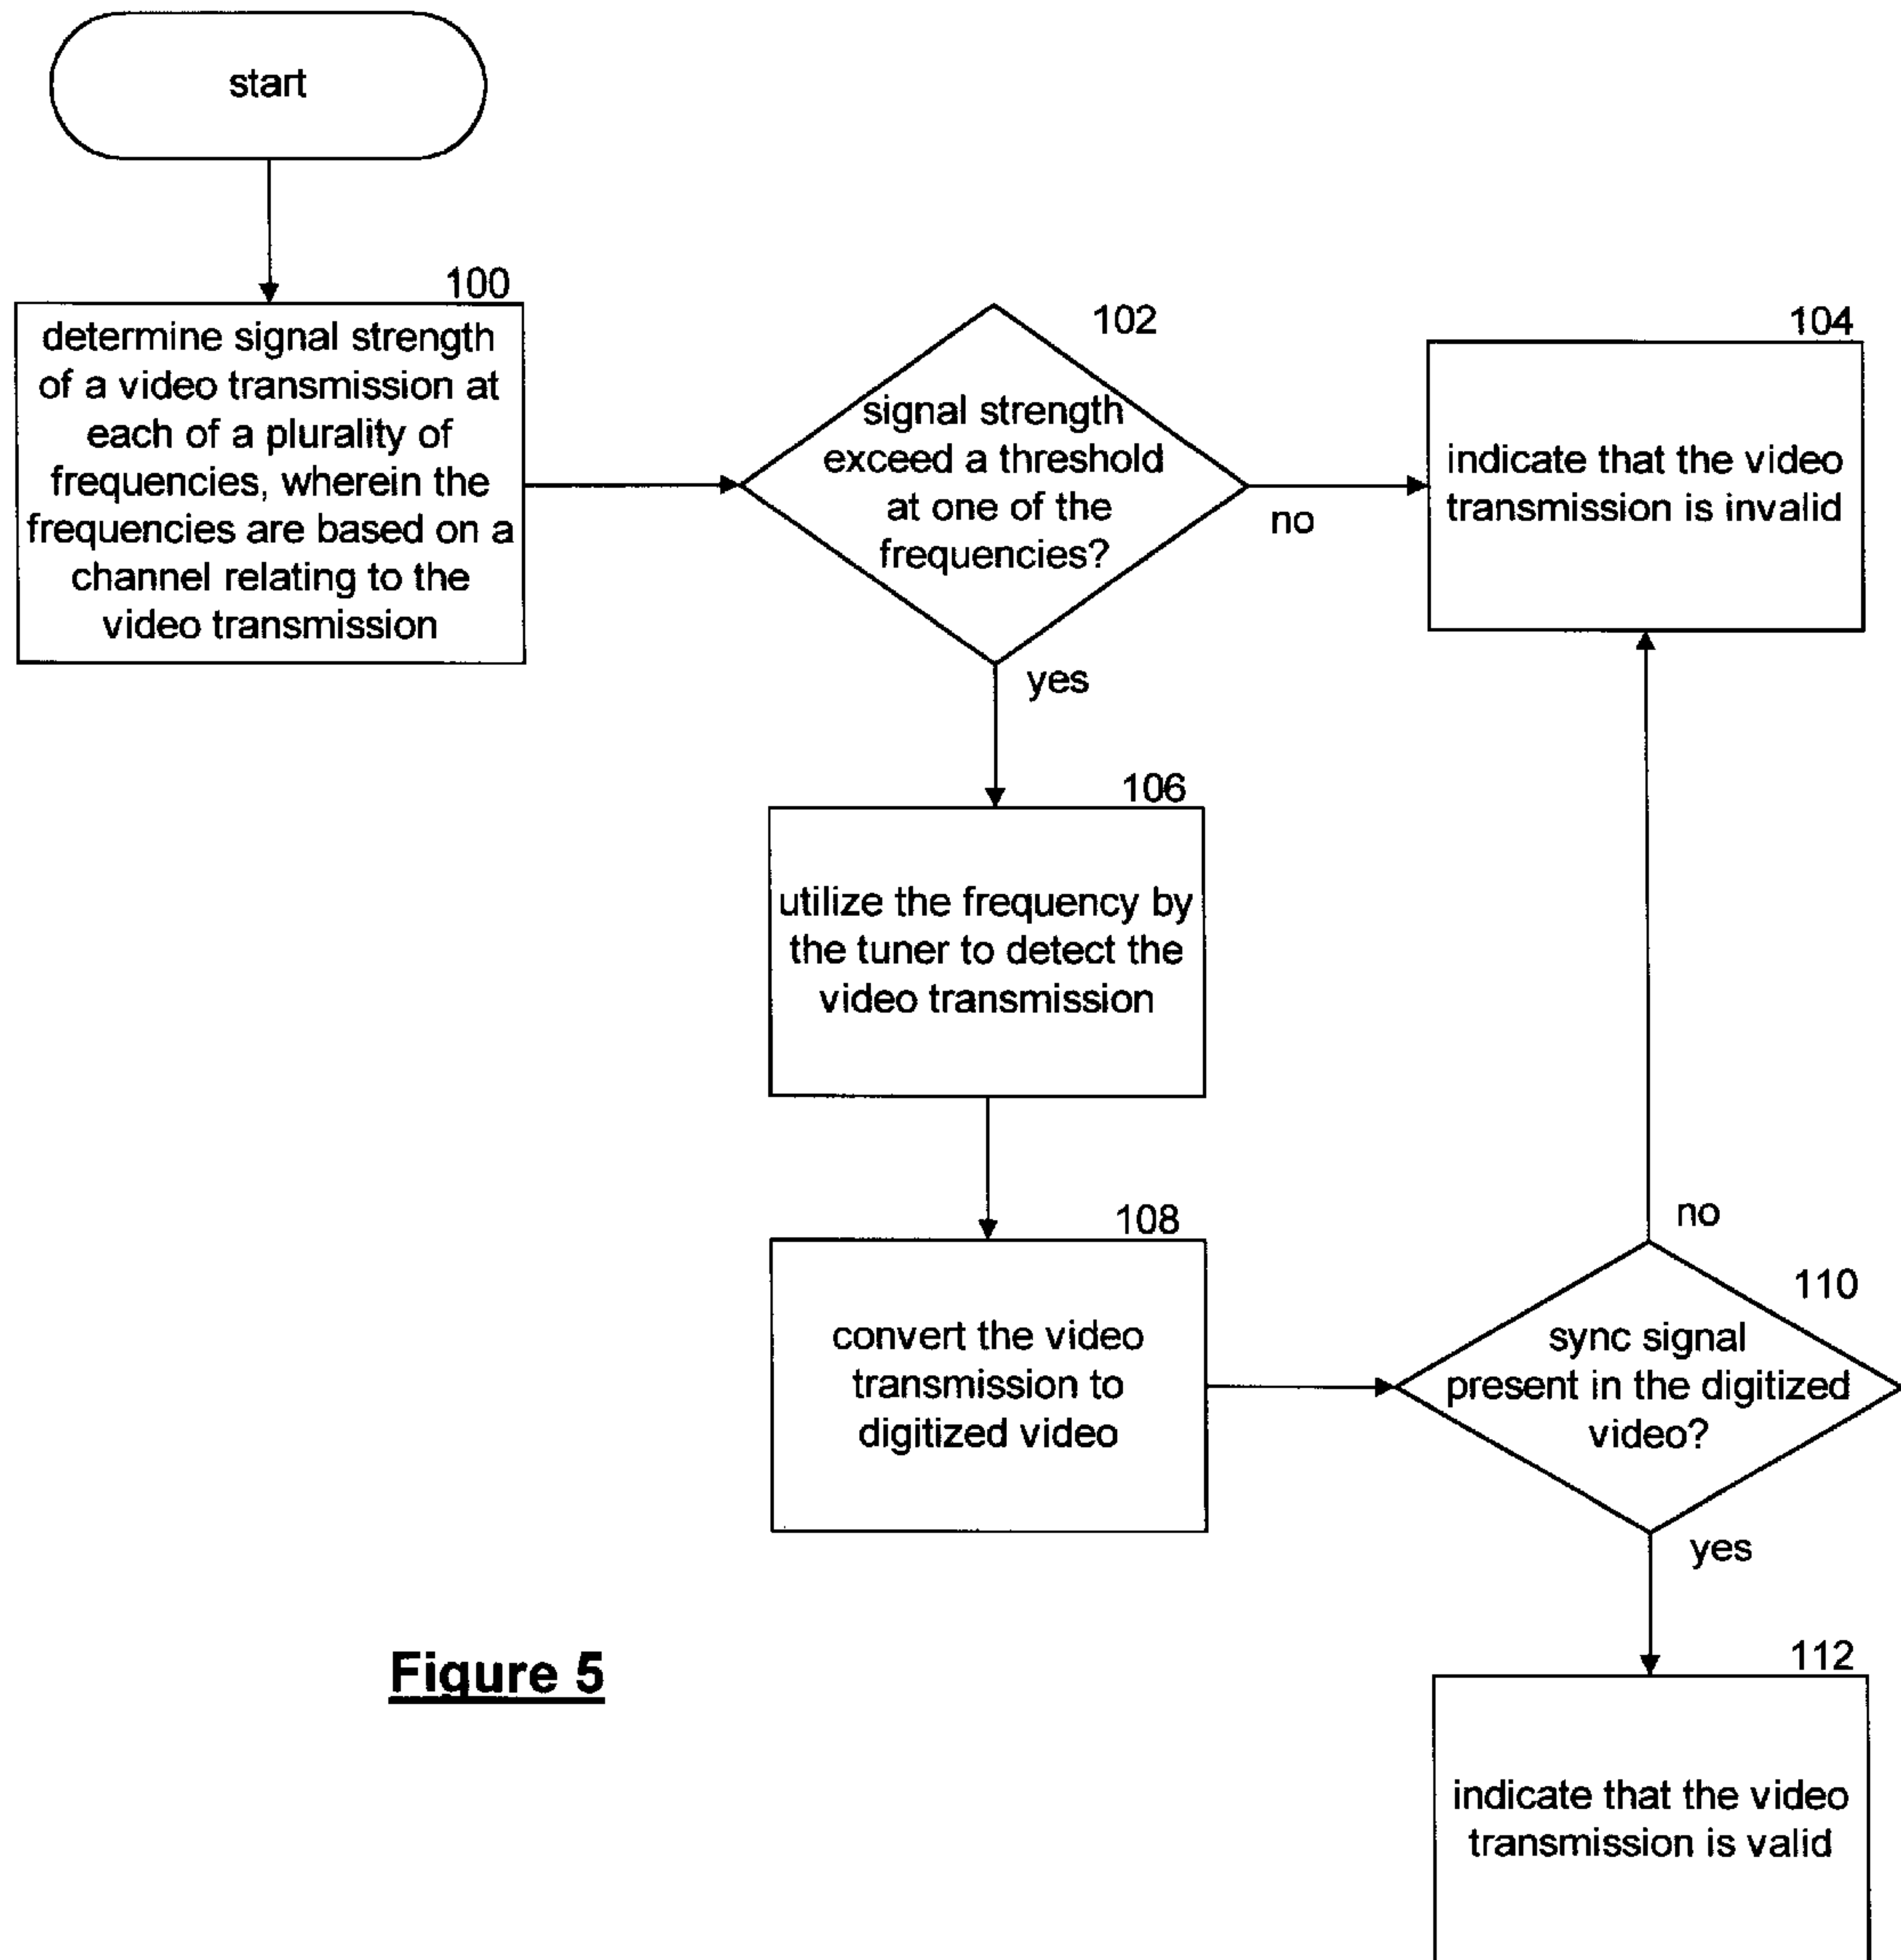 start
100
determine signal strength
of a video transmission at
each of a plurality of
frequencies, wherein the
frequencies are based on a
channel relating to the
video transmission
102
signal strength
exceed a threshold
at one of the
frequencies?
no
yes
104
indicate that the video
transmission is invalid
106
utilize the frequency by
the tuner to detect the
video transmission
108
convert the video
transmission to
digitized video
no
110
sync signal
present in the digitized
video?
yes
112
indicate that the video
transmission is valid
Figure 5